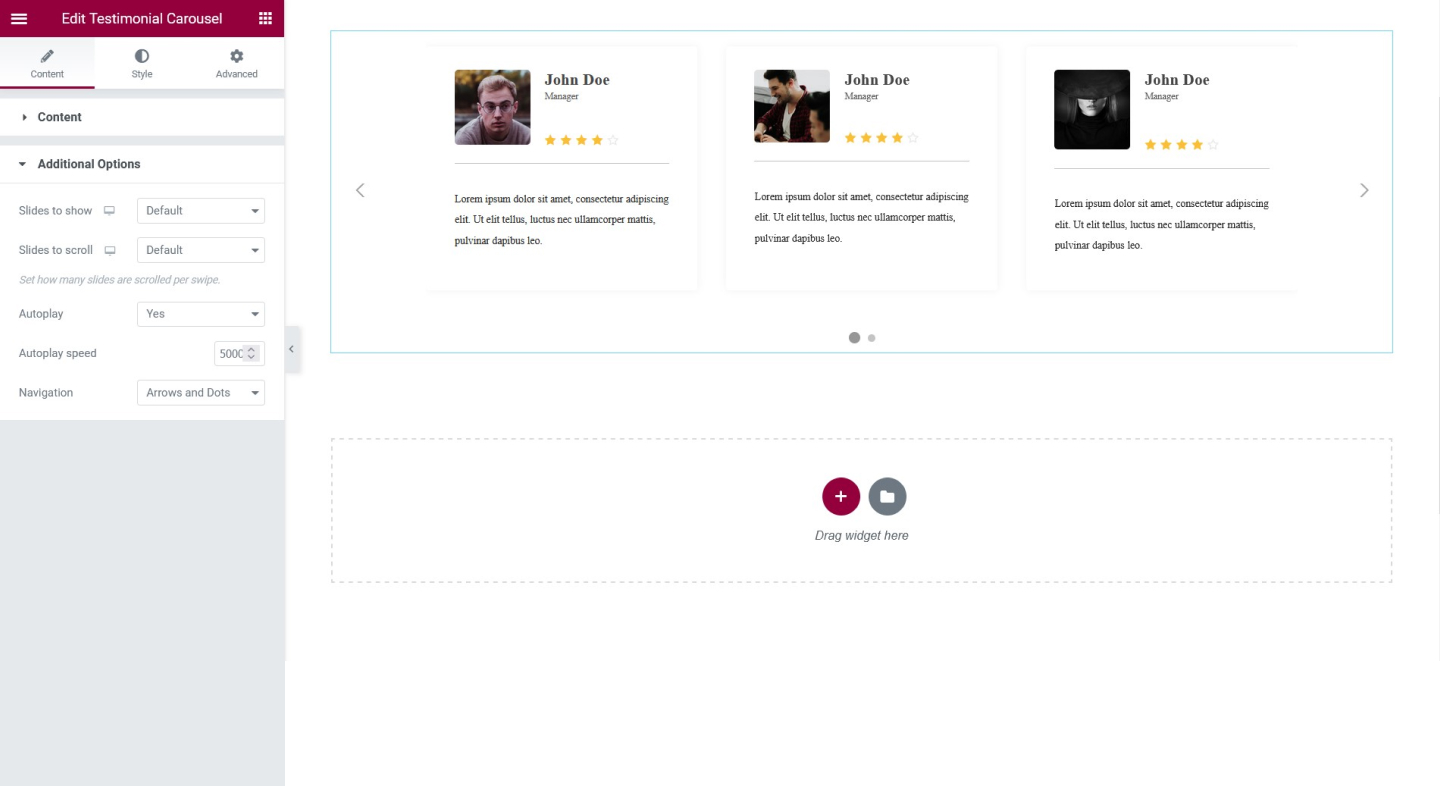 Edit Testimonial Carousel
Content
Style
Advanced
Content
Additional Options
Slides to show
Default
Slides to scroll
Default
Set how many slides are scrolled per swipe.
Autoplay
Yes
Autoplay speed
5000
Navigation
Arrows and Dots
John Doe
Manager
Lorem ipsum dolor sit amet, consectetur adipiscing
elit. Ut elit tellus, luctus nec ullamcorper mattis,
pulvinar dapibus leo.
John Doe
Manager
Lorem ipsum dolor sit amet, consectetur adipiscing
elit. Ut elit tellus, luctus nec ullamcorper mattis,
pulvinar dapibus leo.
John Doe
Manager
Lorem ipsum dolor sit amet, consectetur adipiscing
elit. Ut elit tellus, luctus nec ullamcorper mattis,
pulvinar dapibus leo.
Drag widget here